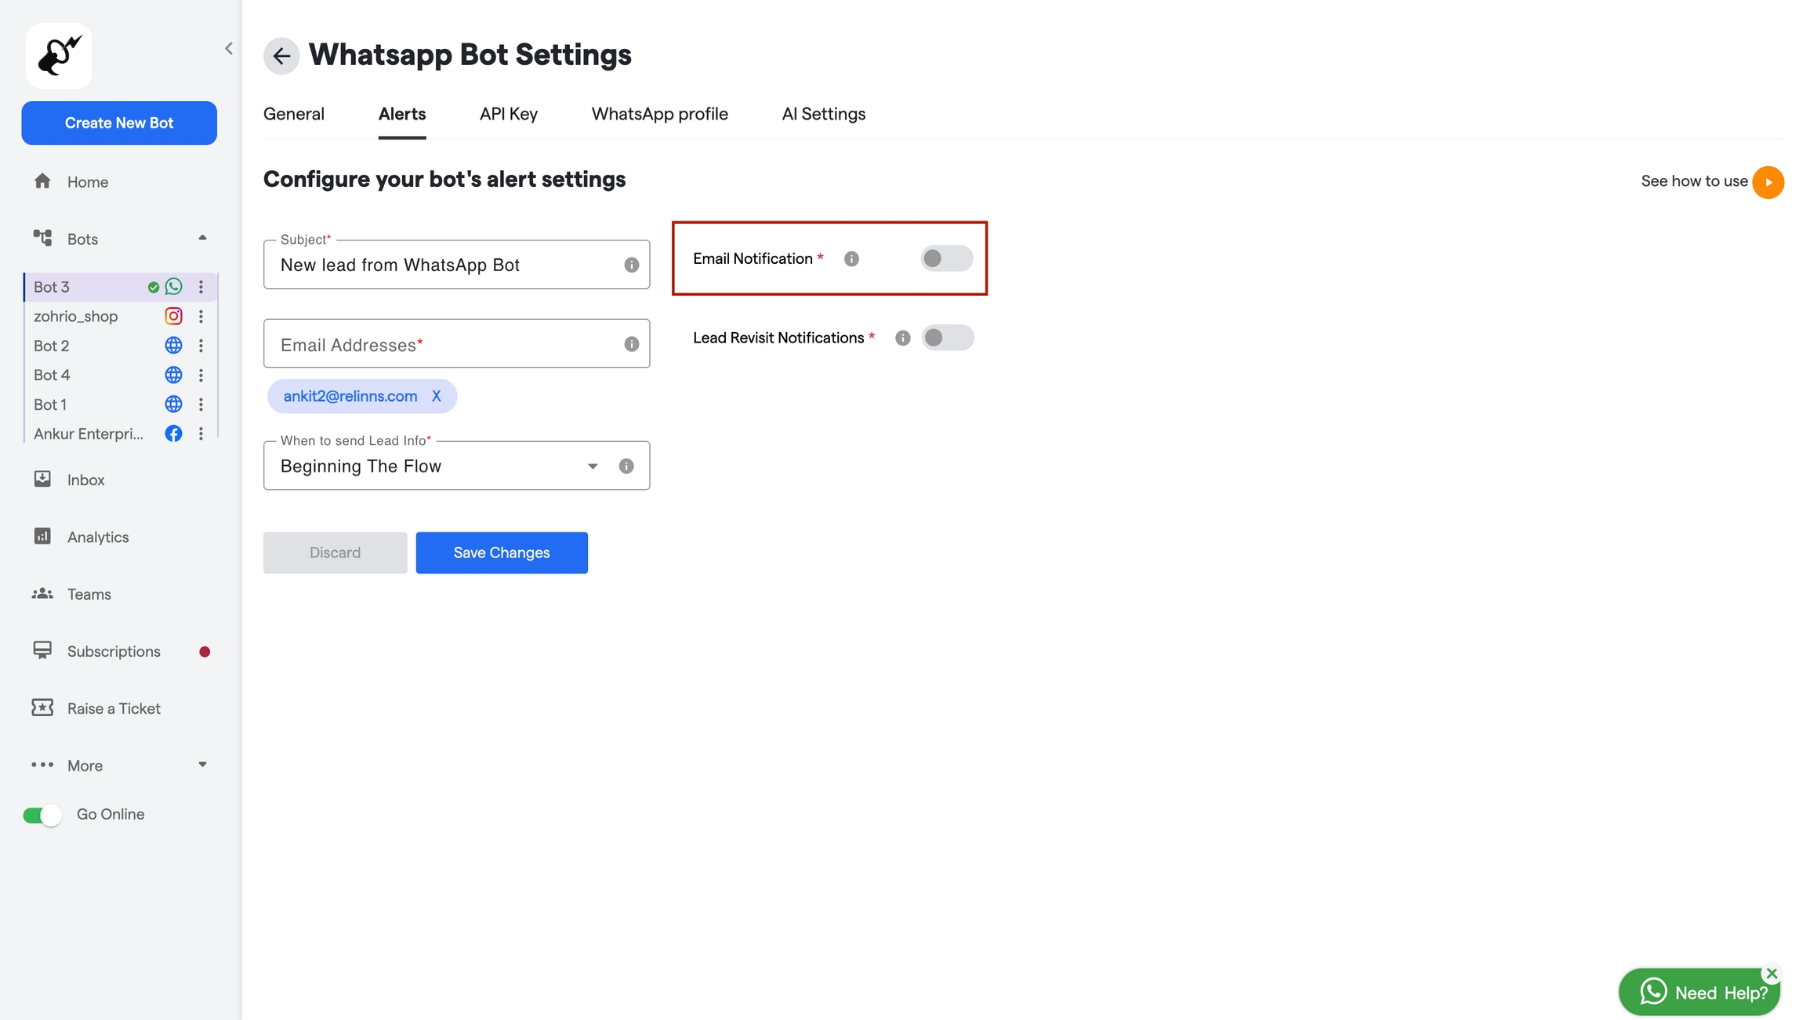 Create New Bot
Home
Bots
Bot 3
zohrio_shop
Bot 2
Bot 4
Bot 1
Ankur Enterpri...
Inbox
Analytics
Teams
Subscriptions
Raise a Ticket
More
Go Online
Whatsapp Bot Settings
General Alerts API Key WhatsApp profile AI Settings
Configure your bot's alert settings
See how to use
Subject*
New lead from WhatsApp Bot
Email Notification *
Email Addresses*
Lead Revisit Notifications *
ankit2@relinns.com X
When to send Lead Info*
Beginning The Flow
Discard Save Changes
Need Help?